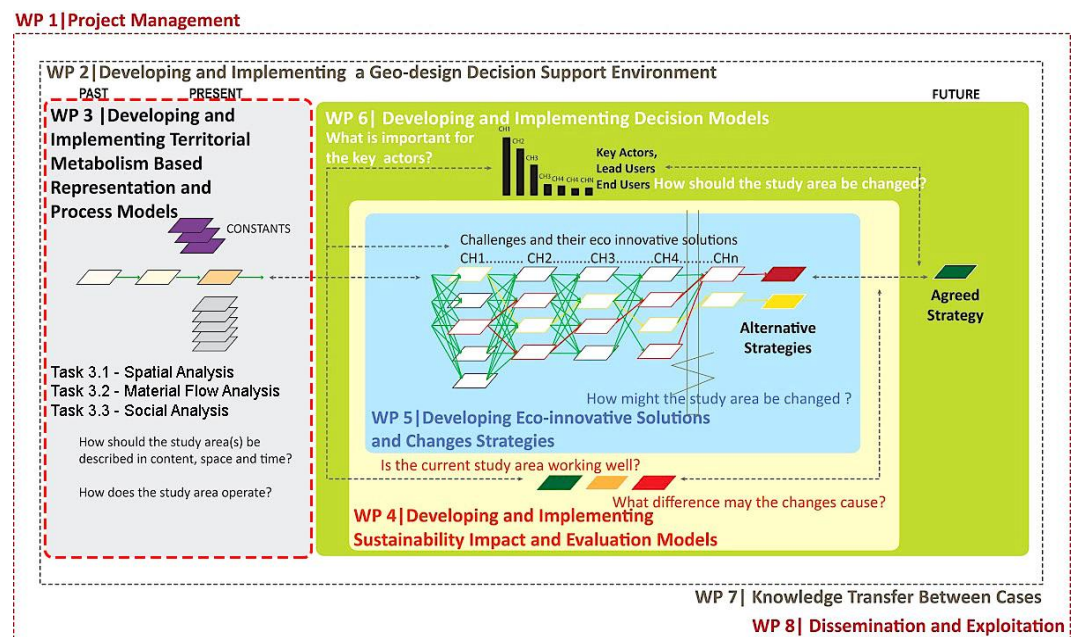 WP 1|Project Management
WP 2|Developing and Implementing a Geo-design Decision Support Environment
PAST
PRESENT
FUTURE
WP 3 |Developing and
Implementing Territorial
Metabolism Based
Representation and
Process Models
CONSTANTS
Task 3.1 - Spatial Analysis
Task 3.2 - Material Flow Analysis
Task 3.3 - Social Analysis
How should the study area(s) be
described in content, space and time?
How does the study area operate?
WP 6| Developing and Implementing Decision Models
What is important for
the key actors?
CH1
CH2
CH3
CH3
CH4
CH4
CHN
Key Actors,
Lead Users
End Users
How should the study area be changed?
Challenges and their eco innovative solutions
CH1.......... CH2.........CH3..........CH4........CHn
Alternative
Strategies
Agreed
Strategy
How might the study area be changed ?
WP 5|Developing Eco-innovative Solutions
and Changes Strategies
Is the current study area working well?
What difference may the changes cause?
WP 4|Developing and Implementing
Sustainability Impact and Evaluation Models
WP 7| Knowledge Transfer Between Cases
WP 8| Dissemination and Exploitation